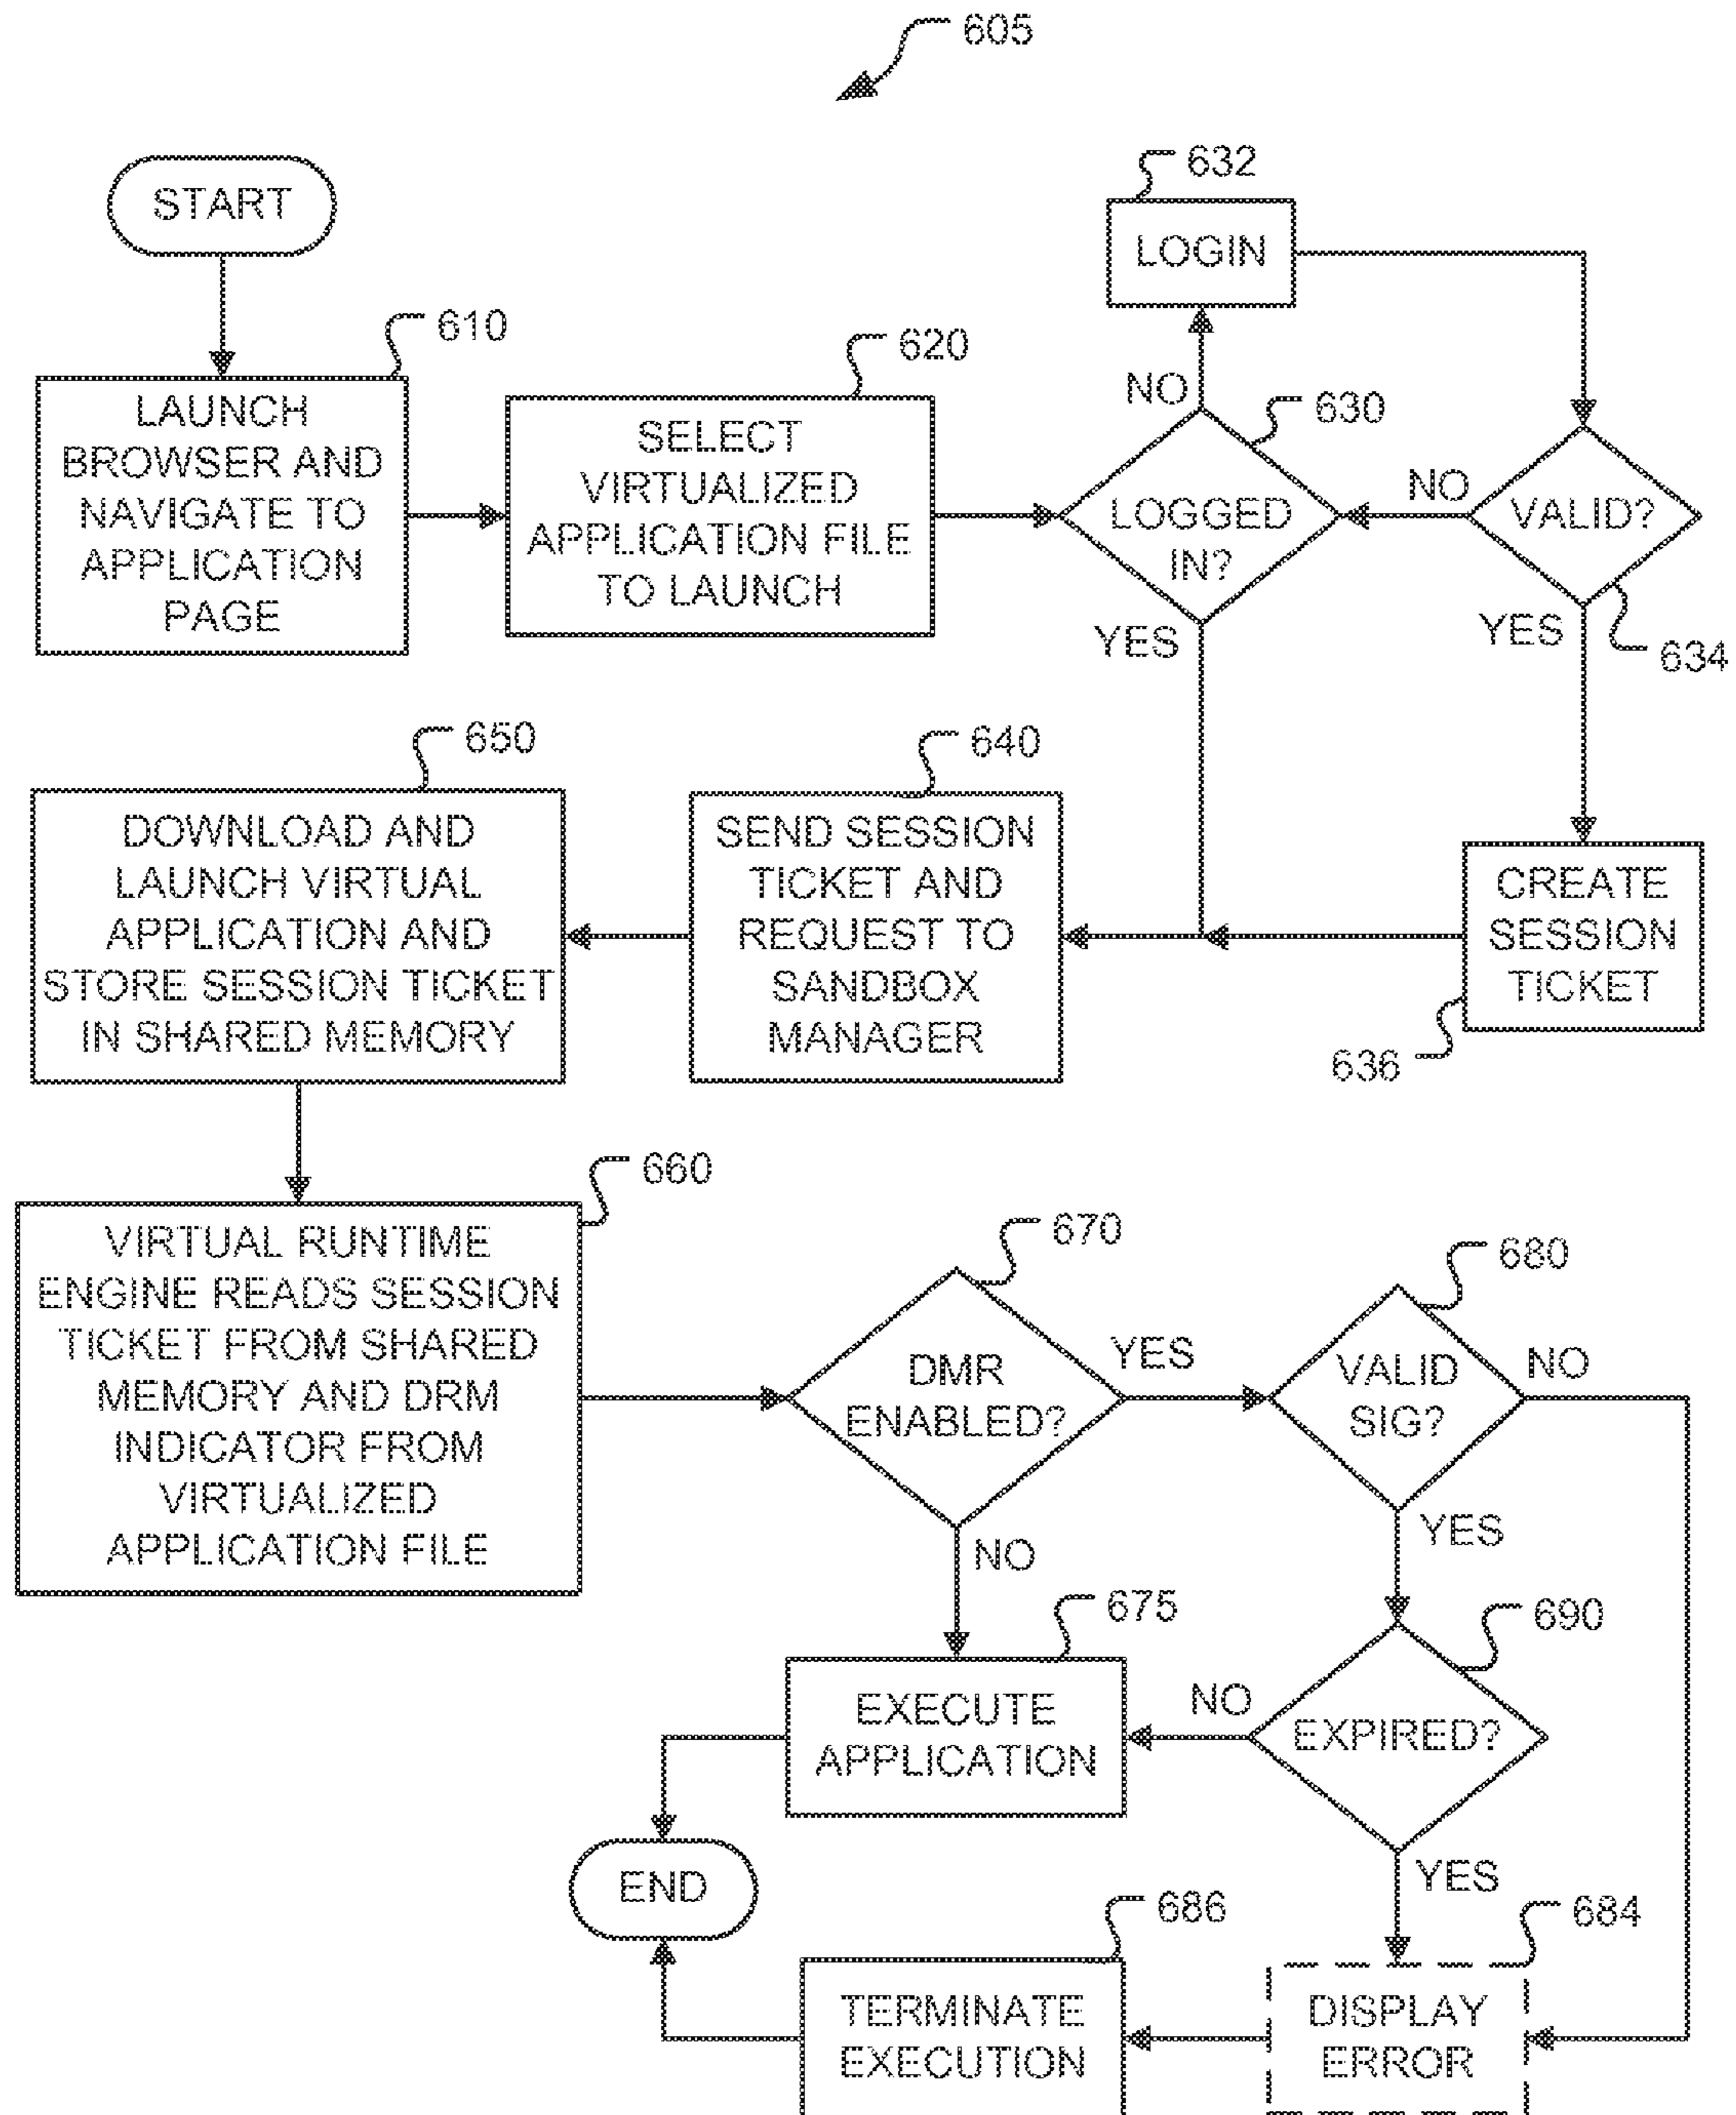 605
START
610
LAUNCH
BROWSER AND
NAVIGATE TO
APPLICATION
PAGE
620
SELECT
VIRTUALIZED
APPLICATION FILE
TO LAUNCH
632
LOGIN
NO
630
LOGGED
IN?
YES
NO
VALID?
YES
634
650
DOWNLOAD AND
LAUNCH VIRTUAL
APPLICATION AND
STORE SESSION TICKET
IN SHARED MEMORY
640
SEND SESSION
TICKET AND
REQUEST TO
SANDBOX
MANAGER
CREATE
SESSION
TICKET
636
660
VIRTUAL RUNTIME
ENGINE READS SESSION
TICKET FROM SHARED
MEMORY AND DRM
INDICATOR FROM
VIRTUALIZED
APPLICATION FILE
670
DMR
ENABLED?
YES
NO
680
VALID
SIG?
NO
YES
675
EXECUTE
APPLICATION
690
NO
EXPIRED?
YES
END
686
TERMINATE
EXECUTION
684
DISPLAY
ERROR